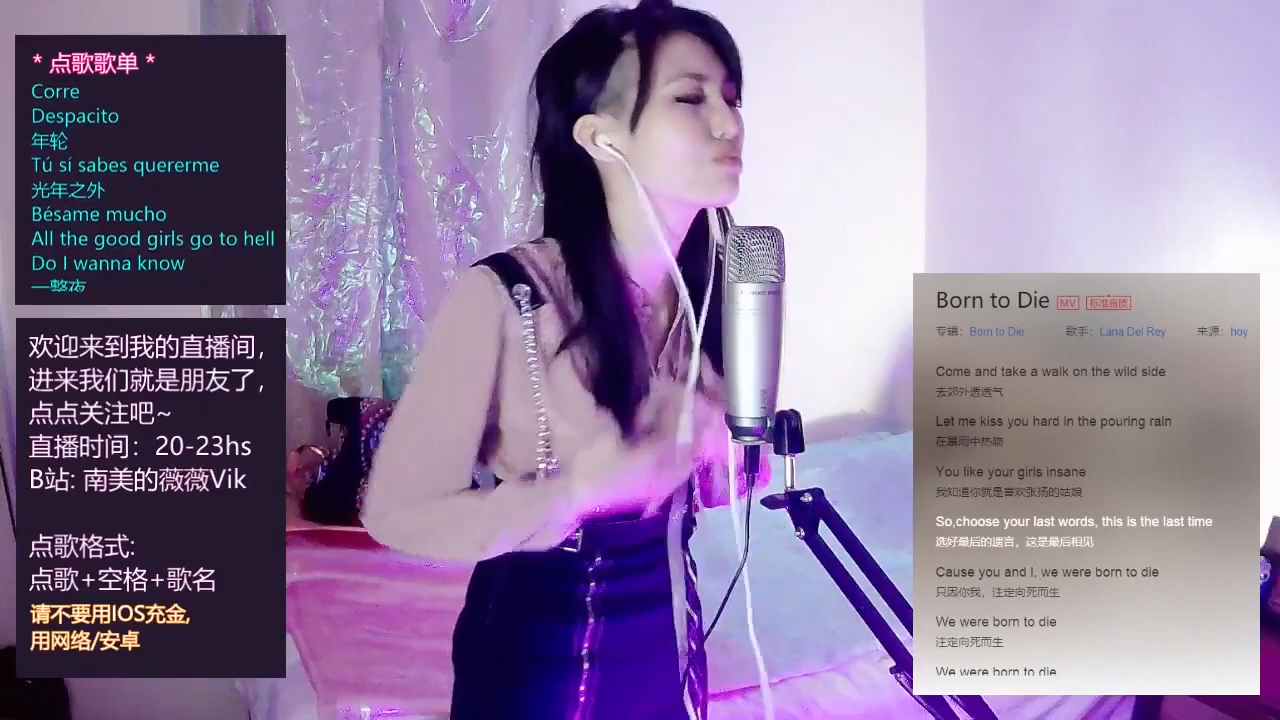 * 点歌歌单 *
Corre
Despacito
年轮
Tú sí sabes quererme
光年之外
Bésame mucho
All the good girls go to hell
Do I wanna know
一整夜
欢迎来到我的直播间，
进来我们就是朋友了，
点点关注吧~
直播时间：20-23hs
B站: 南美的薇薇Vik
点歌格式:
点歌+空格+歌名
请不要用IOS充金,
用网络/安卓
Born to Die MV 标准音质
专辑：Born to Die 歌手：Lana Del Rey 来源：hoy
Come and take a walk on the wild side
去郊外透透气
Let me kiss you hard in the pouring rain
在暴雨中热吻
You like your girls insane
我知道你就是喜欢张扬的姑娘
So,choose your last words, this is the last time
选好最后的遗言，这是最后相见
Cause you and I, we were born to die
只因你我，注定向死而生
We were born to die
注定向死而生
We were born to die